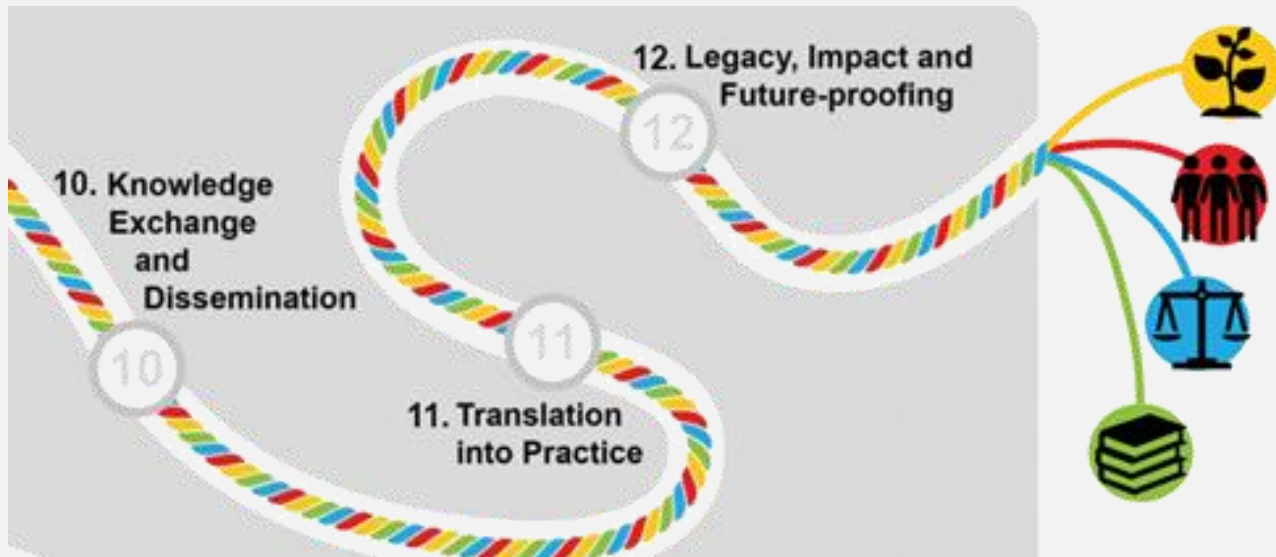 12. Legacy, Impact and
Future-proofing
12
10. Knowledge
Exchange
and
Dissemination
11
10
11. Translation
into Practice